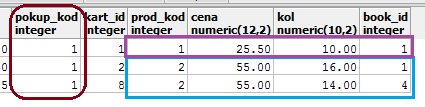 pokup_kod kart_id prod_kod cena kol book_id
integer integer integer numeric(12,2) numeric(10,2) integer
0 1 1 1 25.50 10.00 1
0 1 2 2 55.00 16.00 1
5 1 8 2 55.00 14.00 4